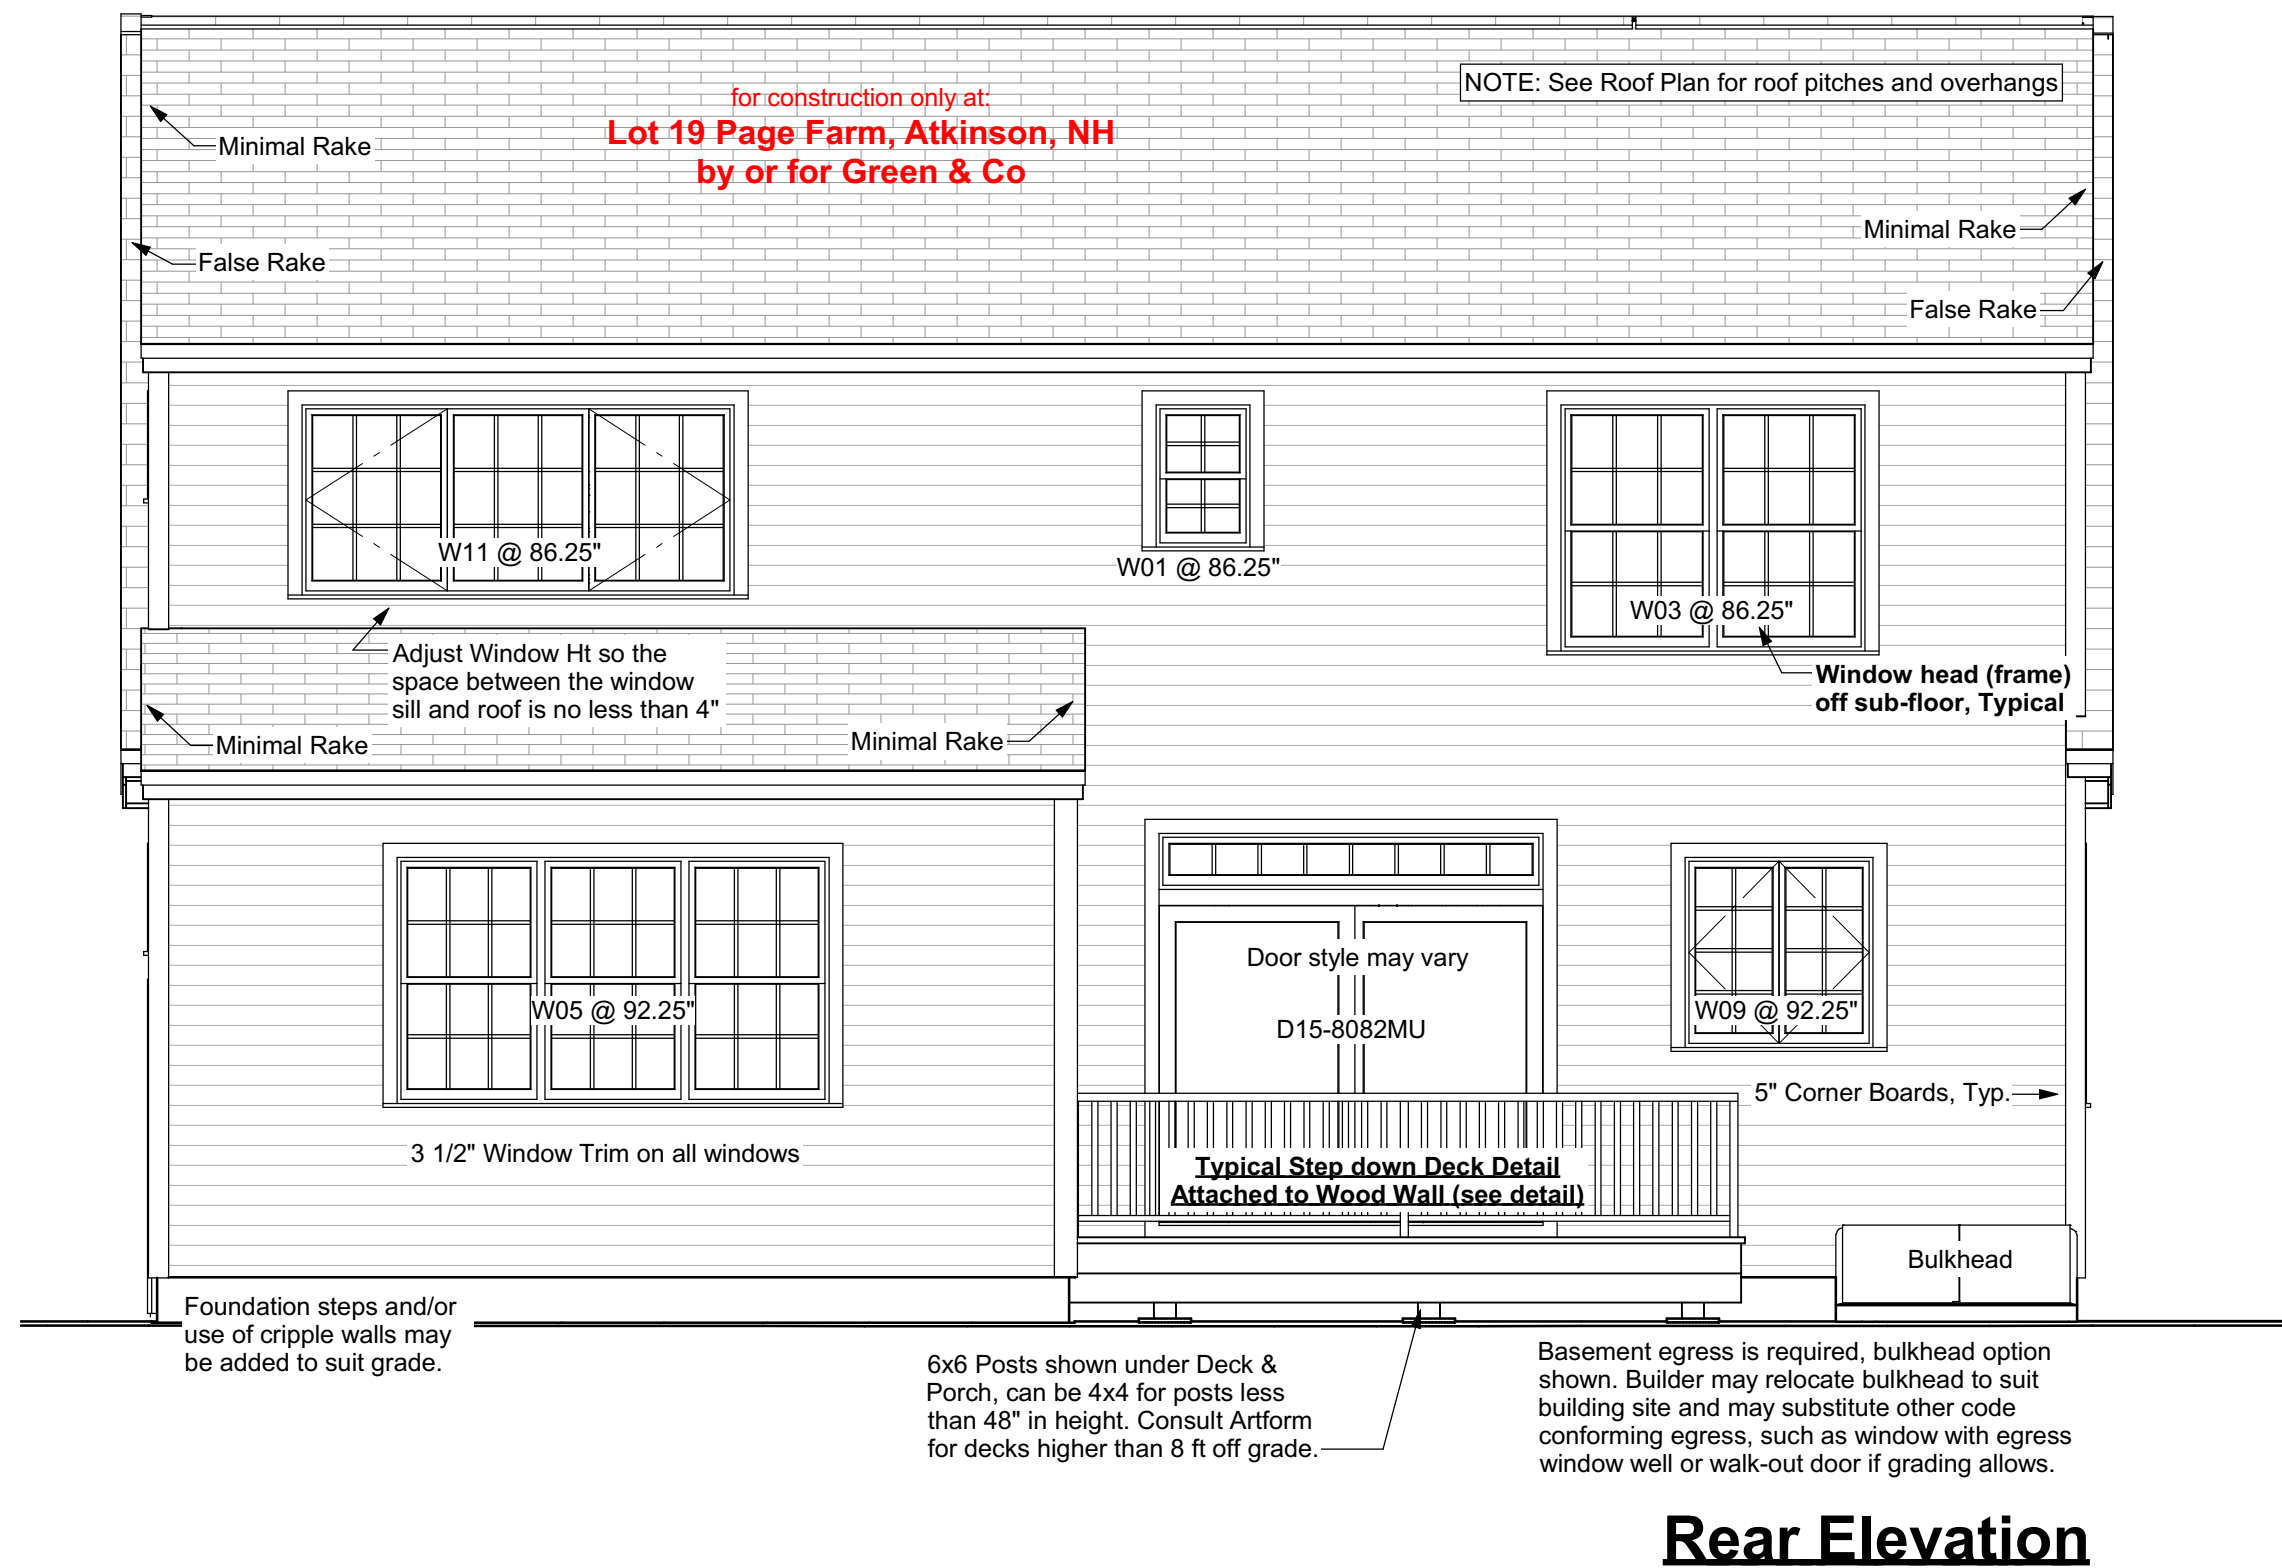 for construction only at:
Lot 19 Page Farm, Atkinson, NH
by or for Green & Co
NOTE: See Roof Plan for roof pitches and overhangs
Minimal Rake
False Rake
Minimal Rake
False Rake
W11 @ 86.25"
W01 @ 86.25"
W03 @ 86.25"
Adjust Window Ht so the
space between the window
sill and roof is no less than 4"
Window head (frame)
off sub-floor, Typical
Minimal Rake
Minimal Rake
Door style may vary
W05 @ 92.25"
D15-8082MU
W09 @ 92.25"
5" Corner Boards, Typ.
3 1/2" Window Trim on all windows
Typical Step down Deck Detail
Attached to Wood Wall (see detail)
Bulkhead
Foundation steps and/or
use of cripple walls may
be added to suit grade.
6x6 Posts shown under Deck &
Porch, can be 4x4 for posts less
than 48" in height. Consult Artform
for decks higher than 8 ft off grade.
Basement egress is required, bulkhead option
shown. Builder may relocate bulkhead to suit
building site and may substitute other code
conforming egress, such as window with egress
window well or walk-out door if grading allows.
Rear Elevation